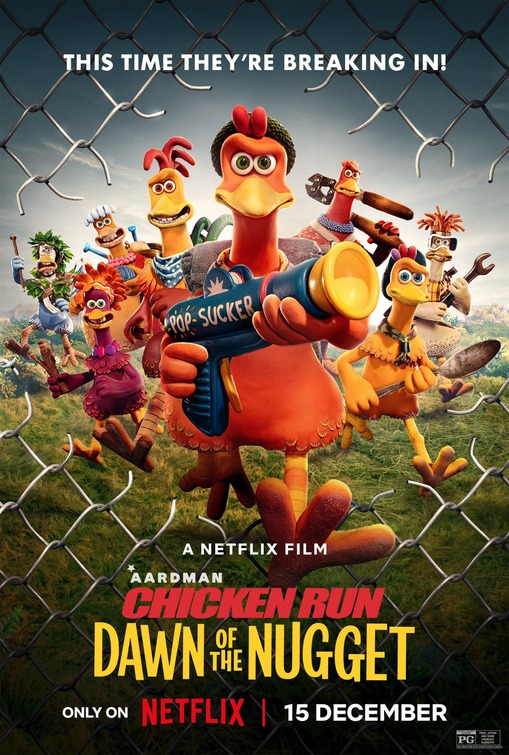 THIS TIME THEY'RE BREAKING IN!
POP-SUCKER
A NETFLIX FILM
AARDMAN
CHICKEN RUN
DAWN OF THE NUGGET
ONLY ON NETFLIX | 15 DECEMBER
PG